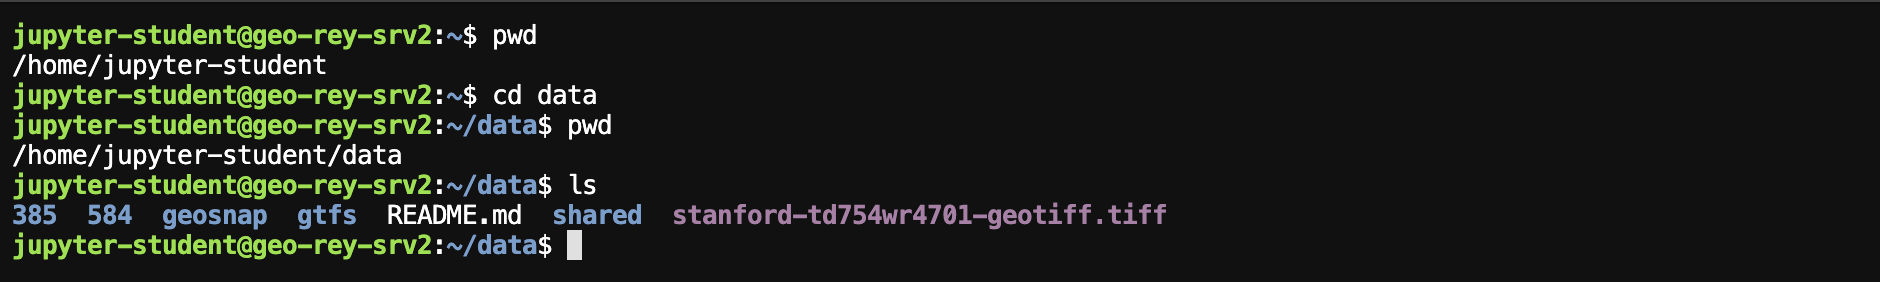 jupyter-student@geo-rey-srv2:~$ pwd
/home/jupyter-student
jupyter-student@geo-rey-srv2:~$ cd data
jupyter-student@geo-rey-srv2:~/data$ pwd
/home/jupyter-student/data
jupyter-student@geo-rey-srv2:~/data$ ls
385  584  geosnap  gtfs  README.md  shared  stanford-td754wr4701-geotiff.tiff
jupyter-student@geo-rey-srv2:~/data$